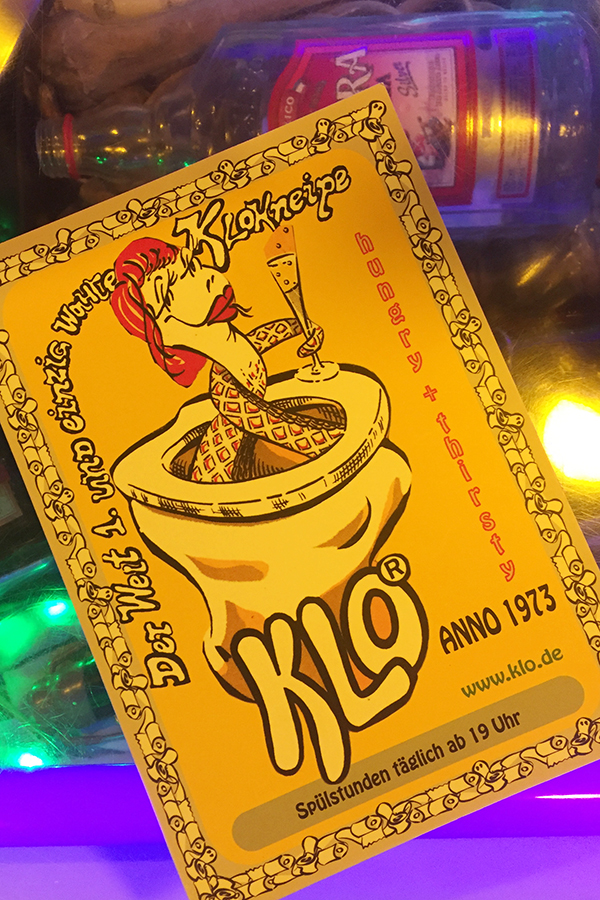 Der Welt 1. und einzig wahre Klokneipe
hungry + thirsty
KLO®
ANNO 1973
www.klo.de
Spülstunden täglich ab 19 Uhr
Silver